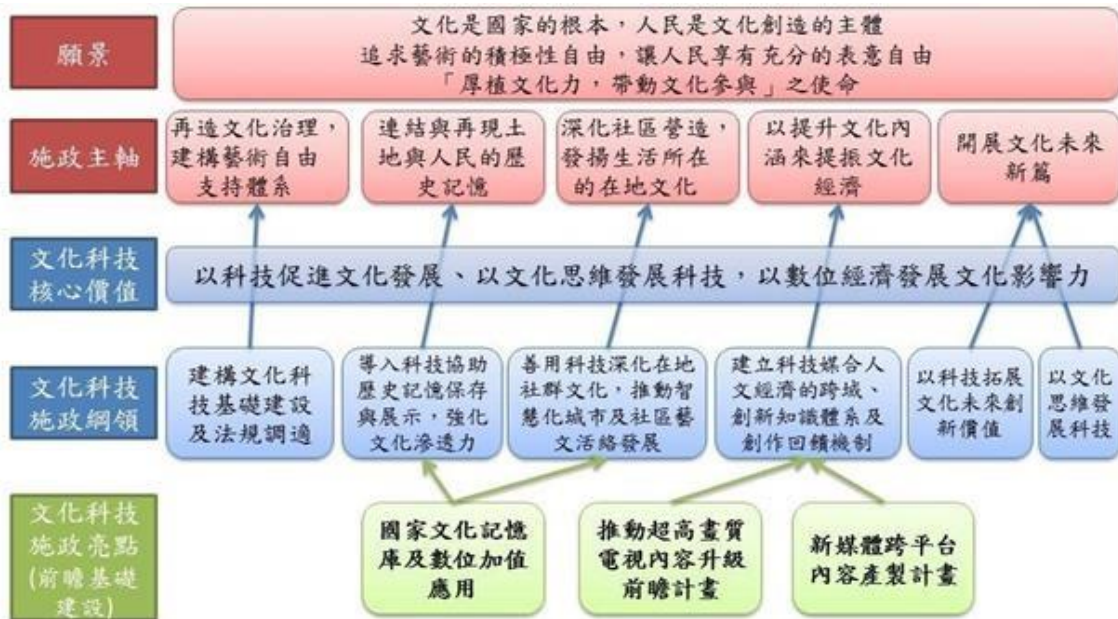 願景
文化是國家的根本，人民是文化創造的主體
追求藝術的積極性自由，讓人民享有充分的表意自由
「厚植文化力，帶動文化參與」之使命
施政主軸
再造文化治理，
建構藝術自由
支持體系
連結與再現土
地與人民的歷
史記憶
深化社區營造，
發揚生活所在
的在地文化
以提升文化內
涵來提振文化
經濟
開展文化未來
新篇
文化科技
核心價值
以科技促進文化發展、以文化思維發展科技，以數位經濟發展文化影響力
文化科技
施政綱領
建構文化科
技基礎建設
及法規調適
導入科技協助
歷史記憶保存
與展示，強化
文化滲透力
善用科技深化在地
社群文化，推動智
慧化城市及社區藝
文活絡發展
建立科技媒合人
文經濟的跨域、
創新知識體系及
創作回饋機制
以科技拓展
文化未來創
新價值
以文化
思維發
展科技
文化科技
施政亮點
(前瞻基礎
建設)
國家文化記憶
庫及數位加值
應用
推動超高畫質
電視內容升級
前瞻計畫
新媒體跨平台
內容產製計畫